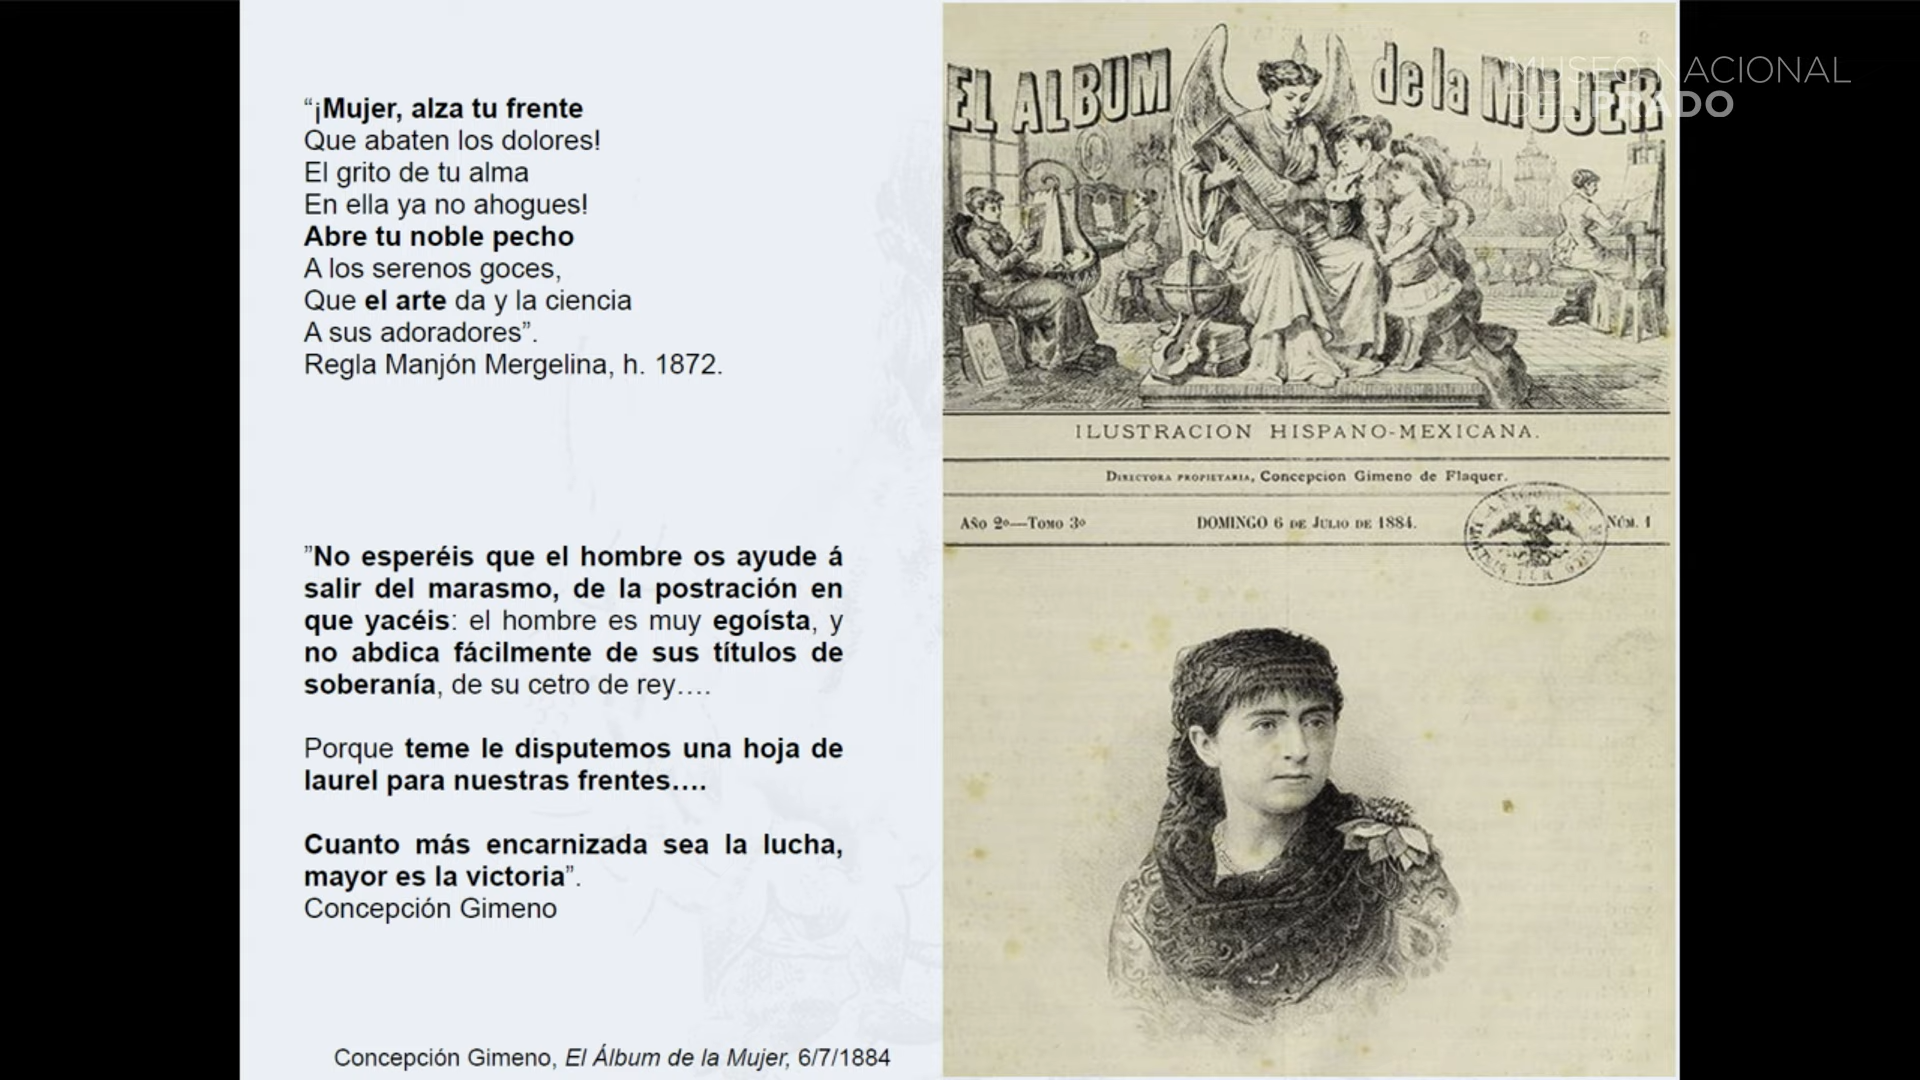 “¡Mujer, alza tu frente
Que abaten los dolores!
El grito de tu alma
En ella ya no ahogues!
Abre tu noble pecho
A los serenos goces,
Que el arte da y la ciencia
A sus adoradores”.
Regla Manjón Mergelina, h. 1872.
”No esperéis que el hombre os ayude á
salir del marasmo, de la postración en
que yacéis: el hombre es muy egoísta, y
no abdica fácilmente de sus títulos de
soberanía, de su cetro de rey….
Porque teme le disputemos una hoja de
laurel para nuestras frentes….
Cuanto más encarnizada sea la lucha,
mayor es la victoria”.
Concepción Gimeno
Concepción Gimeno, El Álbum de la Mujer, 6/7/1884
EL ALBUM de la MUJER
MUSEO NACIONAL
DEL PRADO
ILUSTRACION HISPANO-MEXICANA.
DIRECTORA PROPIETARIA, Concepcion Gimeno de Flaquer.
AÑO 2º—TOMO 3º
DOMINGO 6 DE JULIO DE 1884.
NÚM. 1